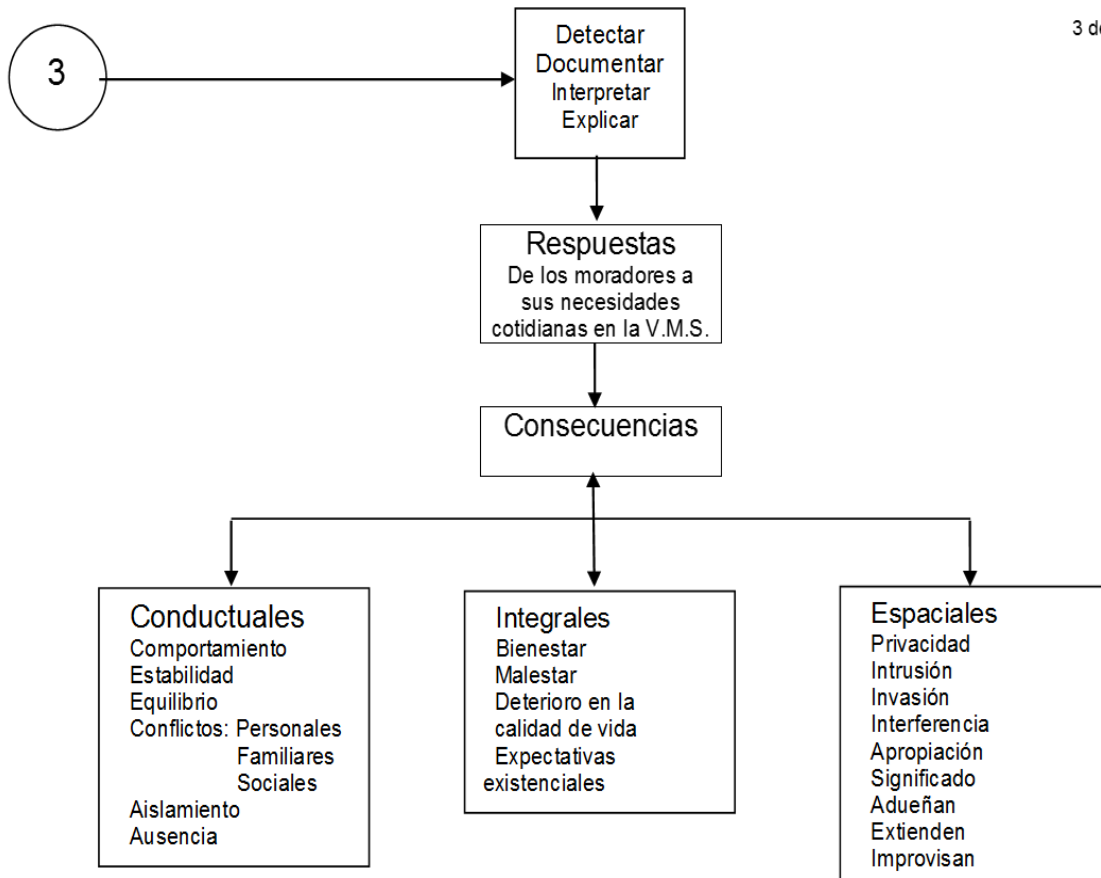 3 de
3
Detectar
Documentar
Interpretar
Explicar
Respuestas
De los moradores a
sus necesidades
cotidianas en la V.M.S.
Consecuencias
Conductuales
Comportamiento
Estabilidad
Equilibrio
Conflictos: Personales
Familiares
Sociales
Aislamiento
Ausencia
Integrales
Bienestar
Malestar
Deterioro en la
calidad de vida
Expectativas
existenciales
Espaciales
Privacidad
Intrusión
Invasión
Interferencia
Apropiación
Significado
Adueñan
Extienden
Improvisan